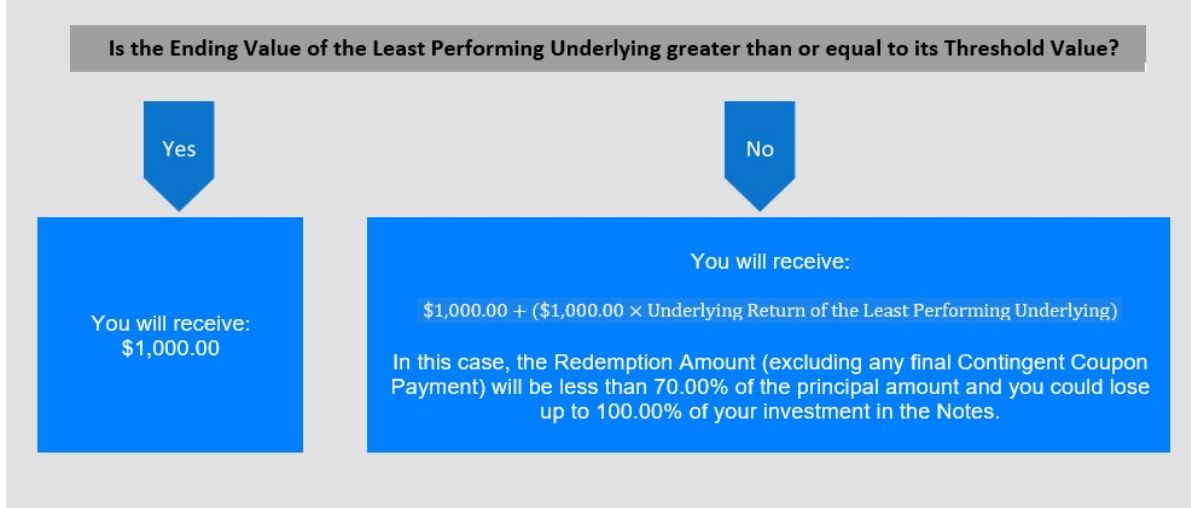 Is the Ending Value of the Least Performing Underlying greater than or equal to its Threshold Value?
Yes
No
You will receive:
$1,000.00
You will receive:
$1,000.00 + ($1,000.00 × Underlying Return of the Least Performing Underlying)
In this case, the Redemption Amount (excluding any final Contingent Coupon
Payment) will be less than 70.00% of the principal amount and you could lose
up to 100.00% of your investment in the Notes.